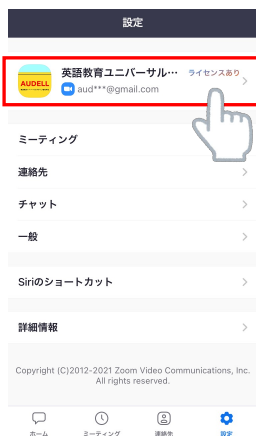 設定
AUDELL
英語教育ユニバーサル… ライセンスあり
aud***@gmail.com
ミーティング
連絡先
チャット
一般
Siriのショートカット
詳細情報
Copyright (C)2012-2021 Zoom Video Communications, Inc.
All rights reserved.
ホーム ミーティング 連絡先 設定